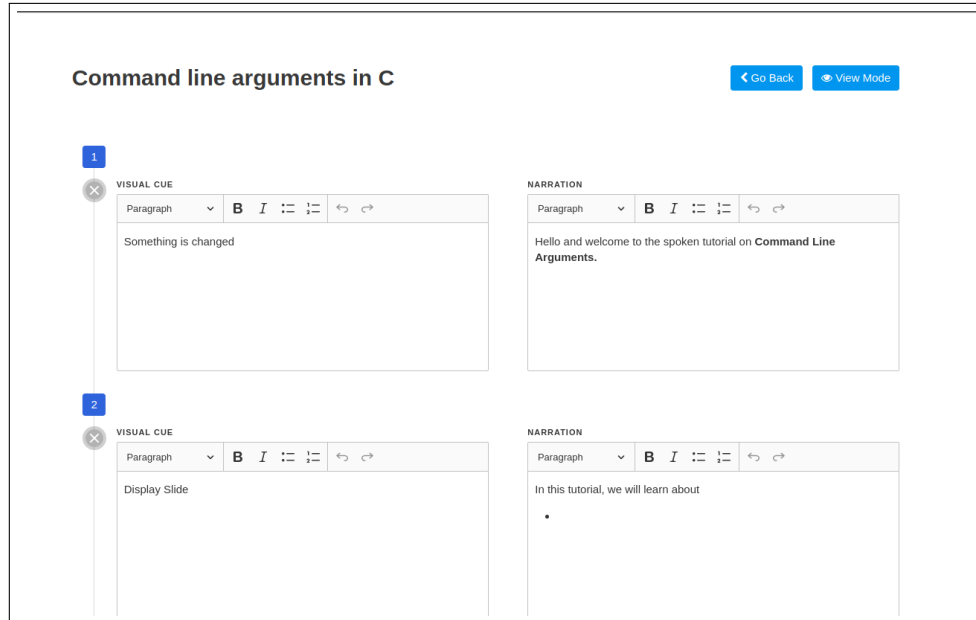 Command line arguments in C
Go Back
View Mode
1
VISUAL CUE
NARRATION
Paragraph
B I
Paragraph
B I
Something is changed
Hello and welcome to the spoken tutorial on Command Line
Arguments.
2
VISUAL CUE
NARRATION
Paragraph
B I
Paragraph
B I
Display Slide
In this tutorial, we will learn about
•